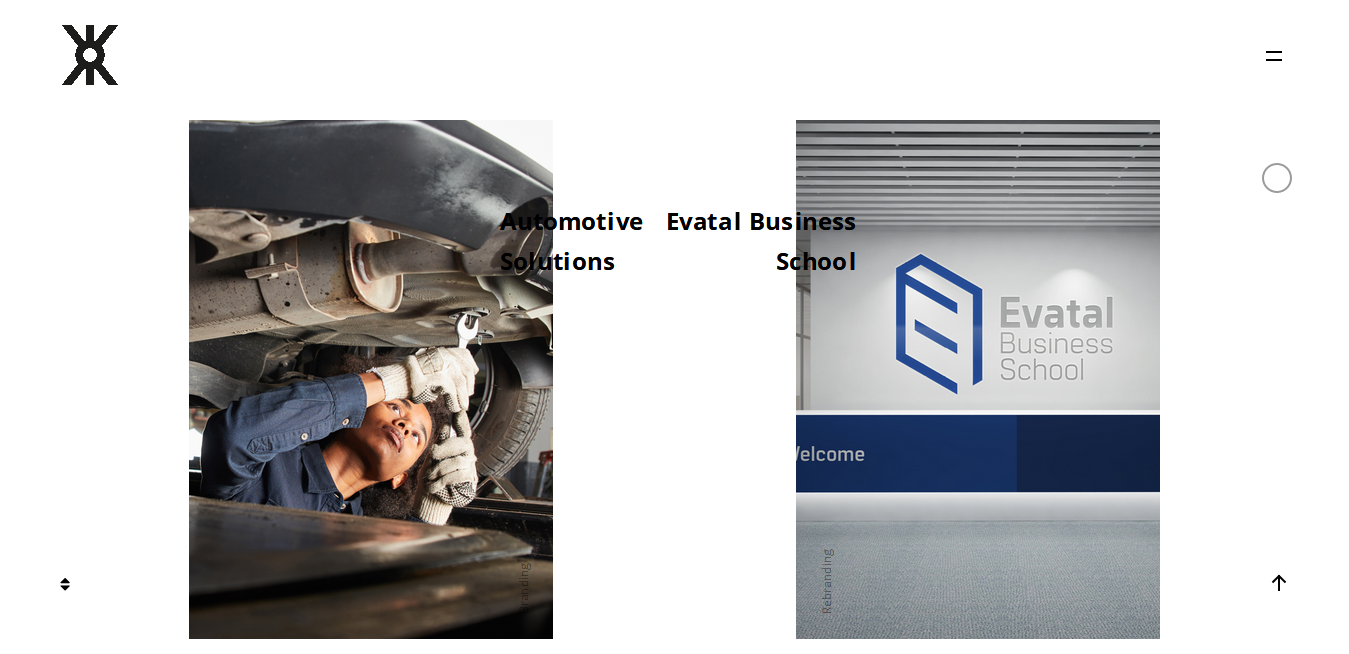 Automotive
Solutions
Evatal Business
School
Evatal
Business
School
Welcome
Branding
Rebranding